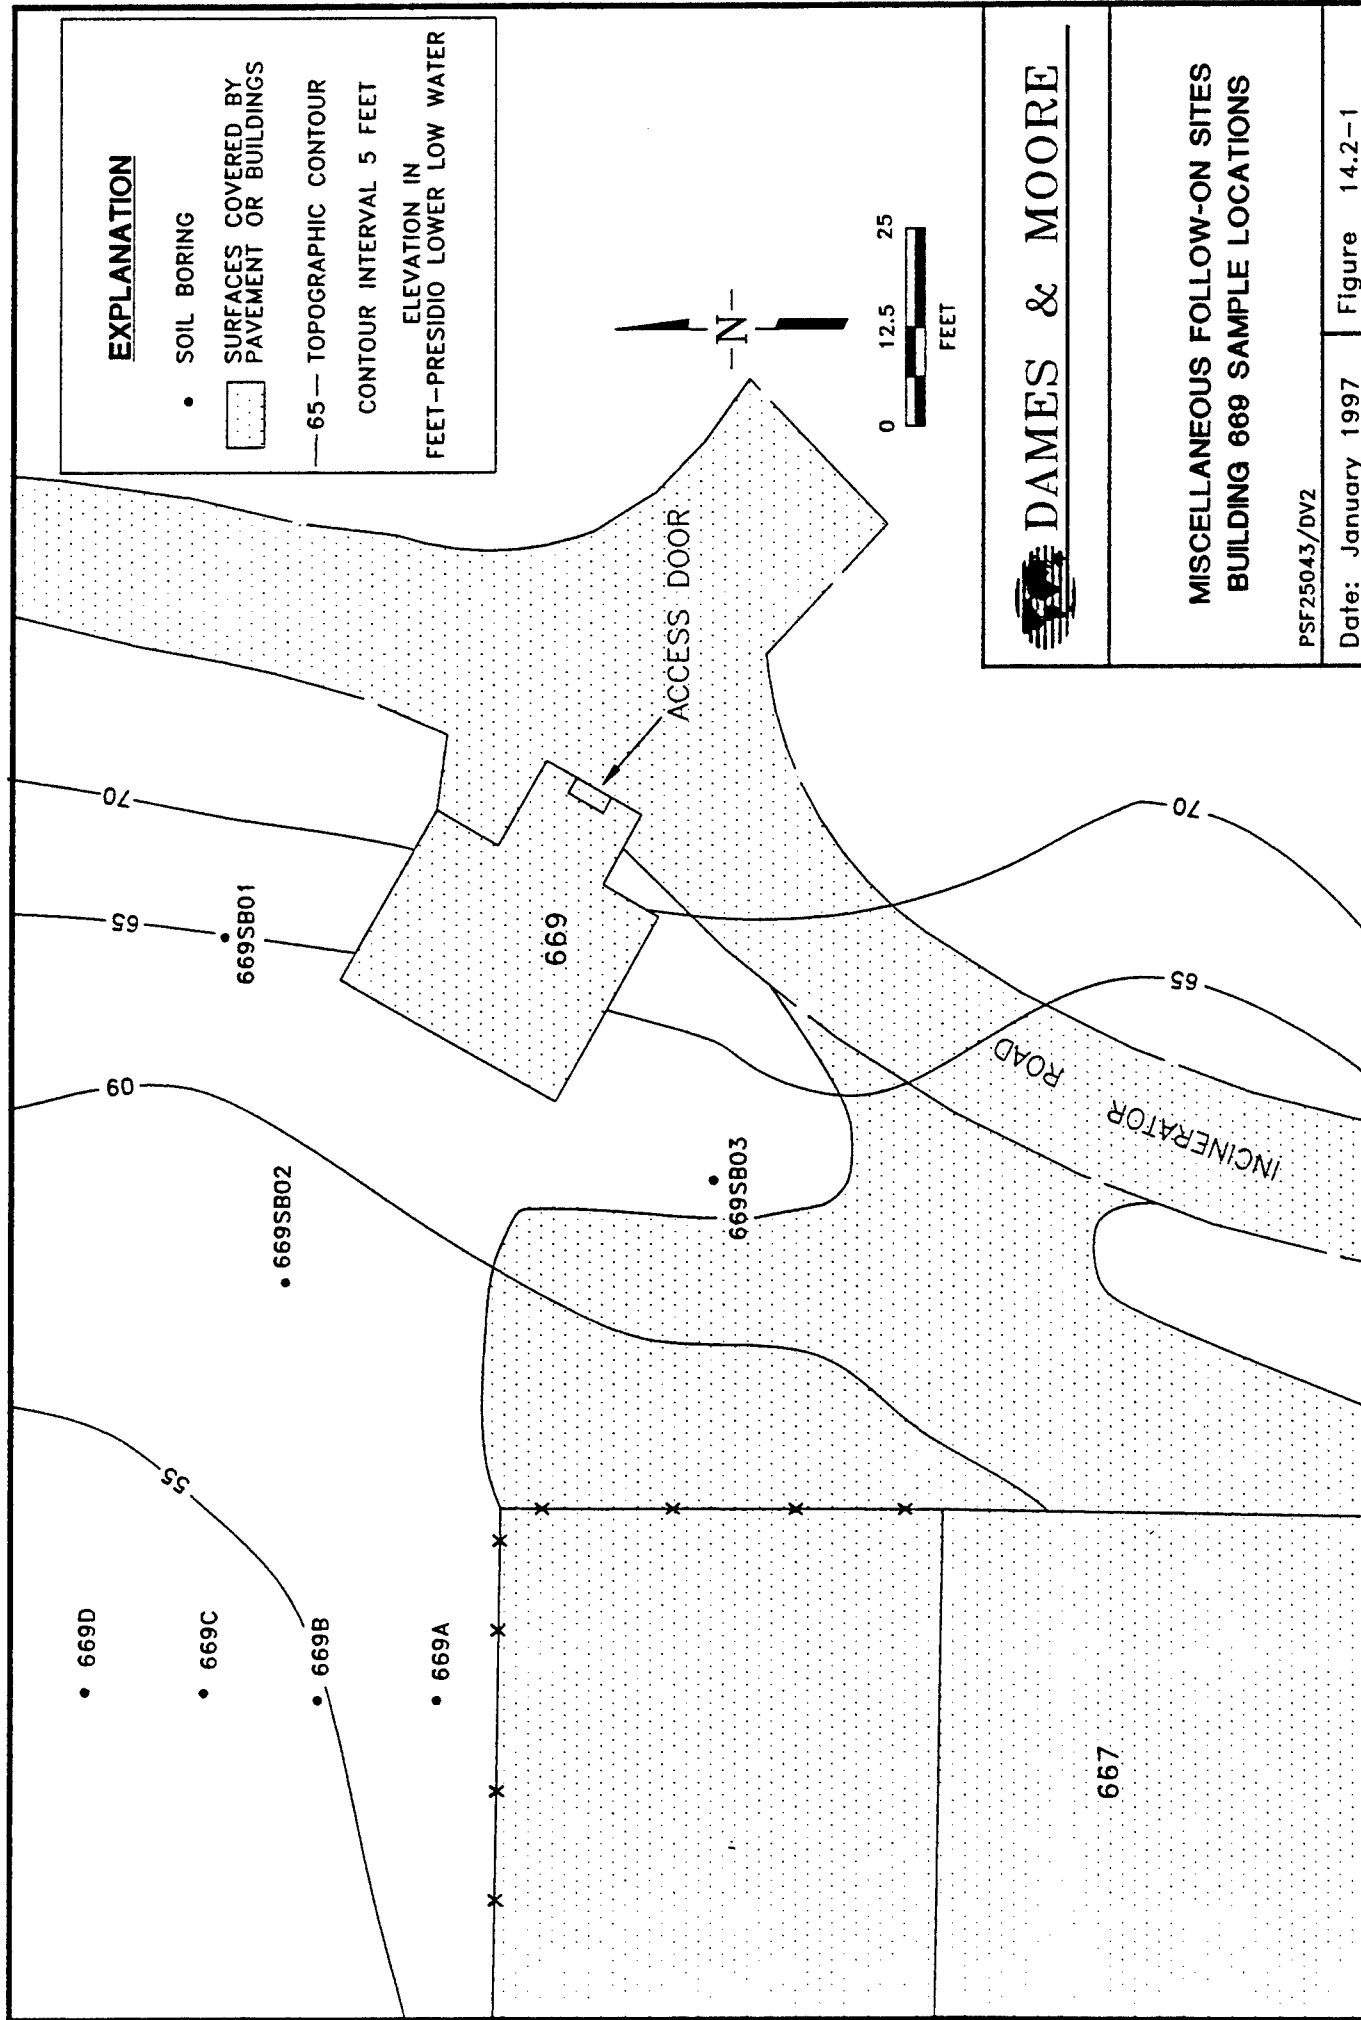 EXPLANATION
SOIL BORING
SURFACES COVERED BY
PAVEMENT OR BUILDINGS
65 TOPOGRAPHIC CONTOUR
CONTOUR INTERVAL 5 FEET
ELEVATION IN
FEET-PRESIDIO LOWER LOW WATER
-N-
0 12.5 25
FEET
669D
669C
669B
669A
55
669SB02
60
669SB01
65
70
669
ACCESS DOOR
669SB03
667
ROAD
INCINERATOR
65
70
DAMES & MOORE
MISCELLANEOUS FOLLOW-ON SITES
BUILDING 669 SAMPLE LOCATIONS
PSF25043/DV2
Date: January 1997
Figure 14.2-1